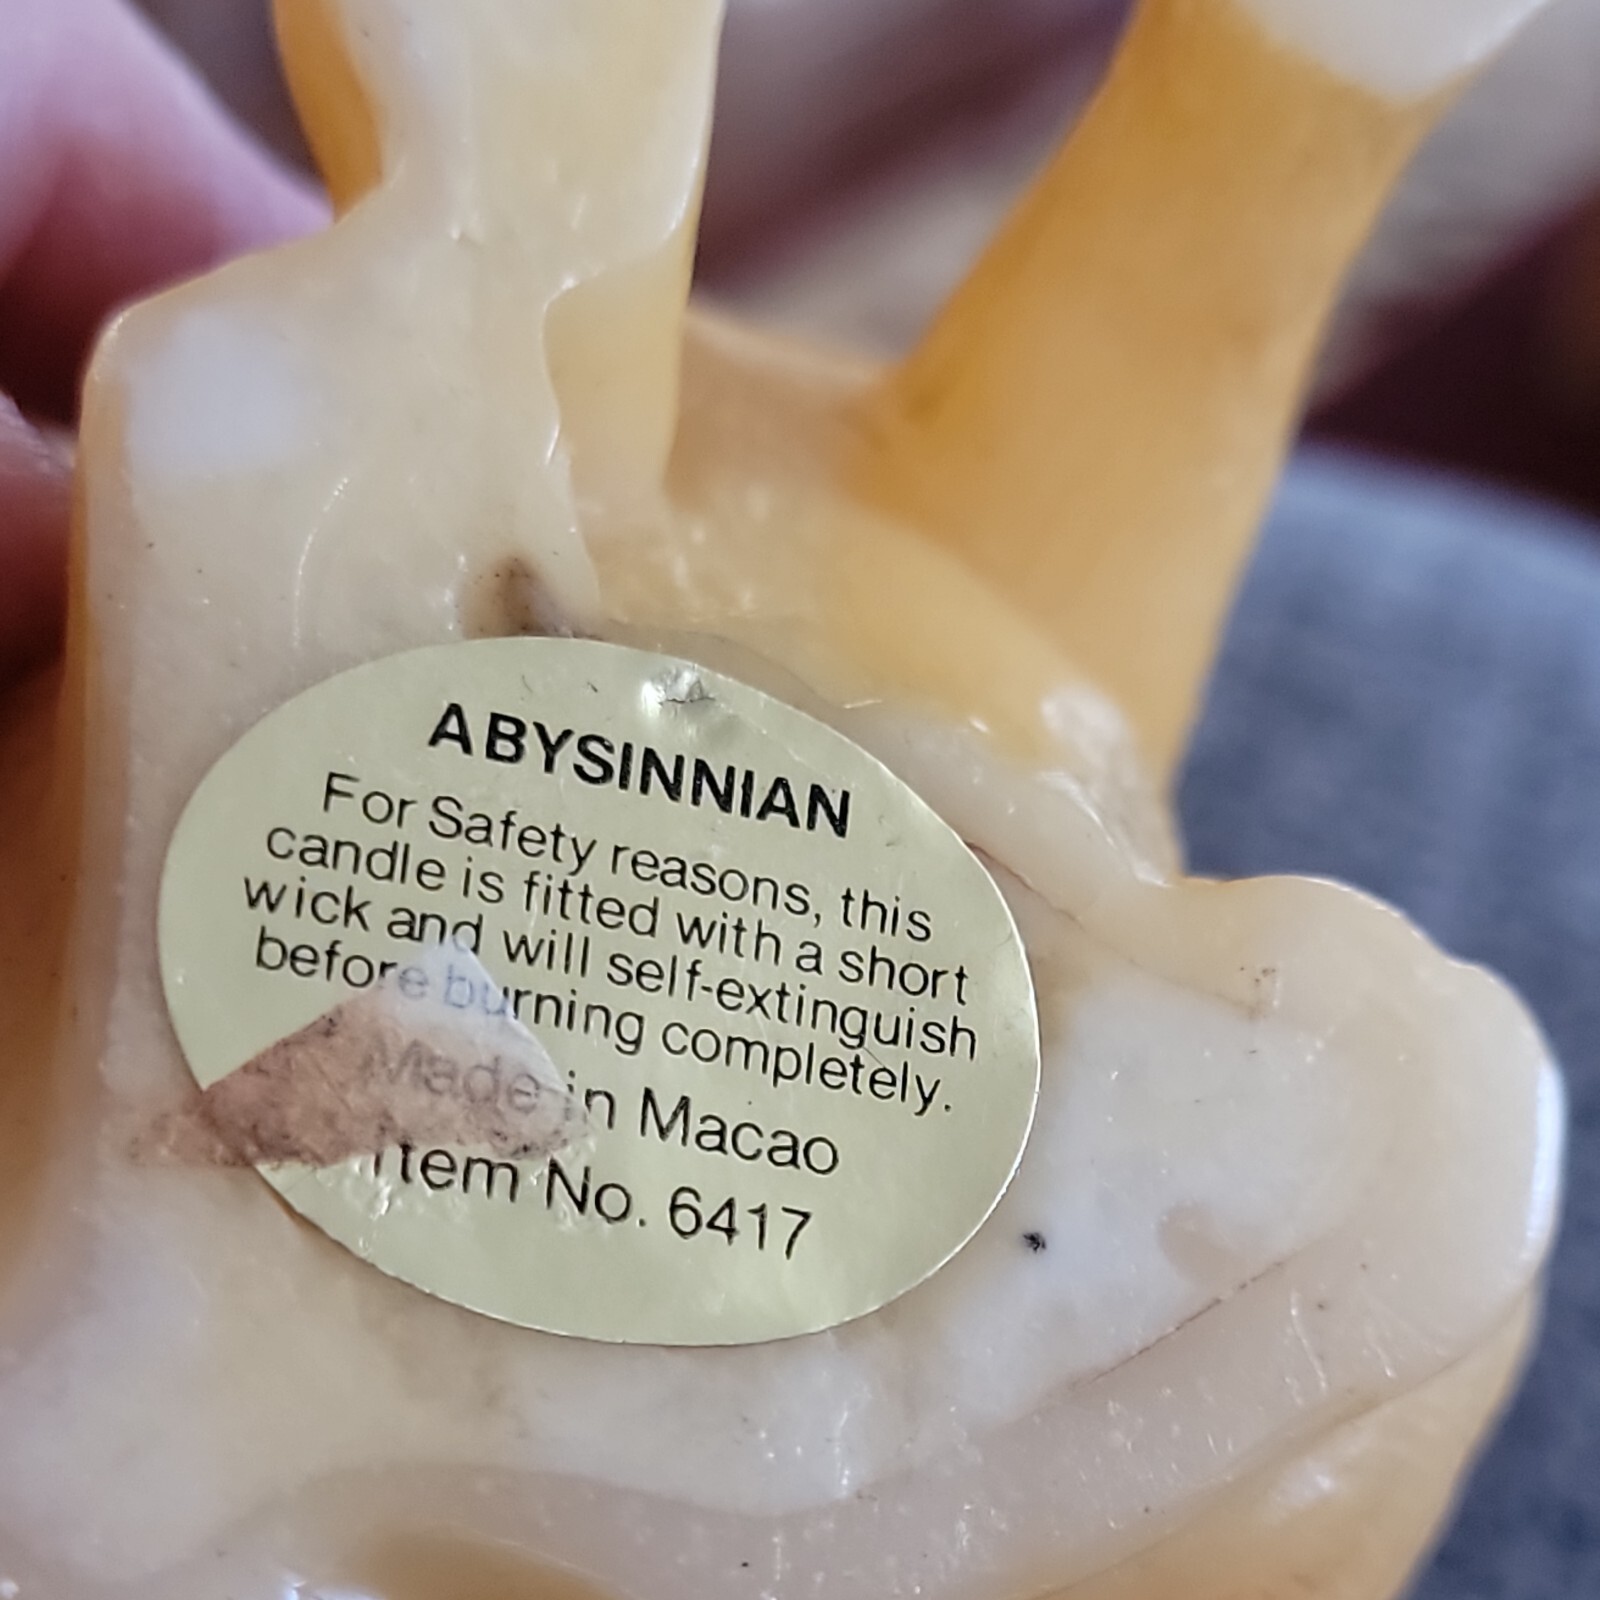 ABYSINNIAN
For Safety reasons, this
candle is fitted with a short
wick and will self-extinguish
before burning completely.
Made in Macao
Item No. 6417